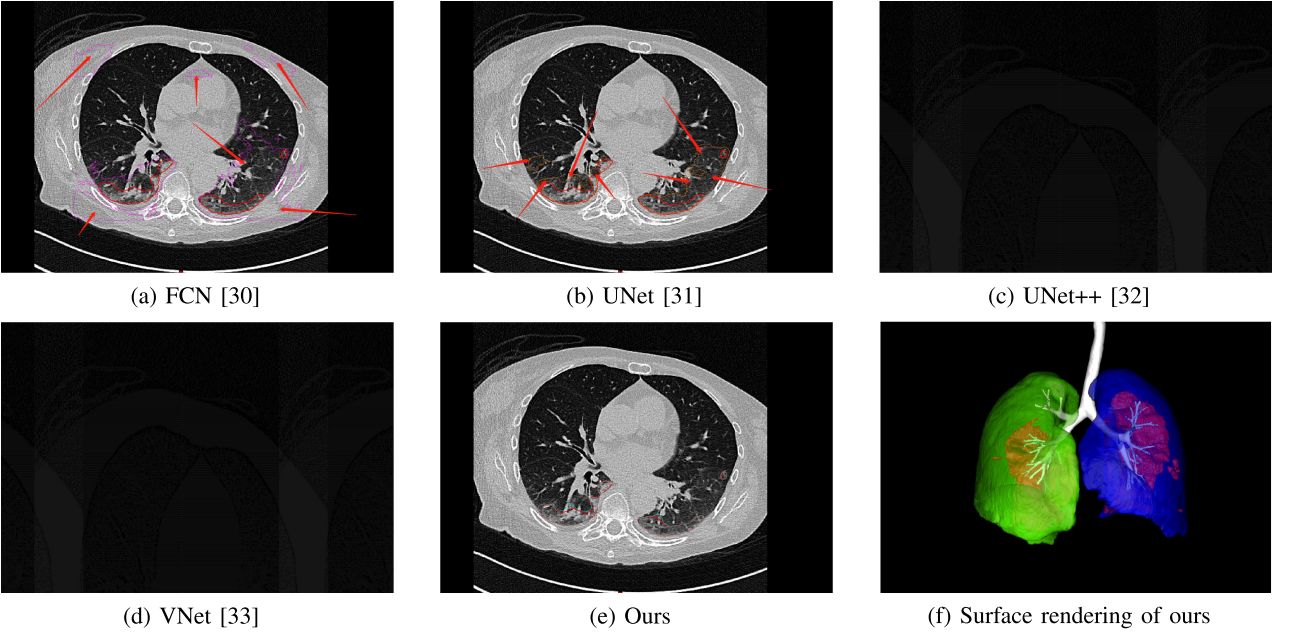 (a) FCN [30]
(b) UNet [31]
(c) UNet++ [32]
(d) VNet [33]
(e) Ours
(f) Surface rendering of ours